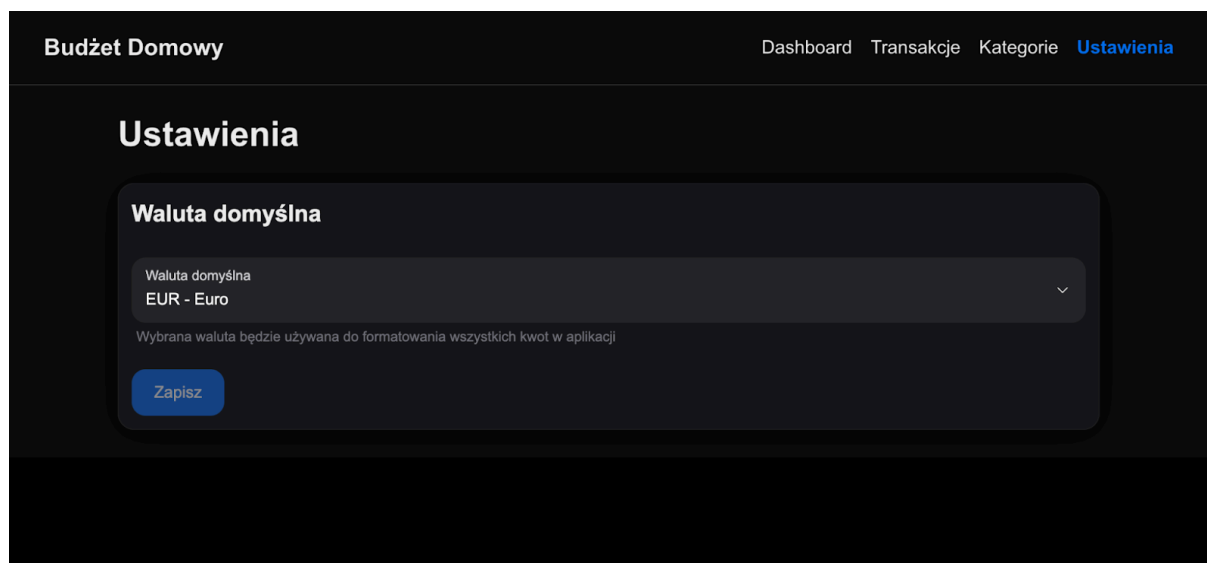 Budżet Domowy
Dashboard Transakcje Kategorie Ustawienia
Ustawienia
Waluta domyślna
Waluta domyślna
EUR - Euro
Wybrana waluta będzie używana do formatowania wszystkich kwot w aplikacji
Zapisz